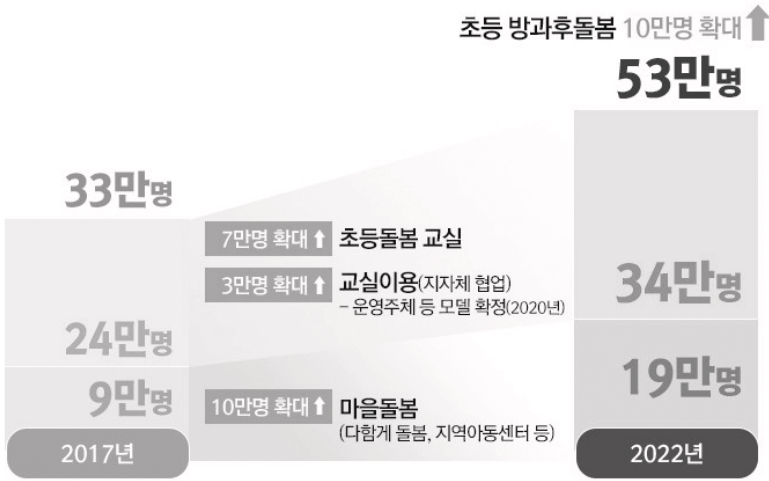 초등 방과후돌봄 10만명 확대
53만명
33만명
7만명 확대 초등돌봄 교실
3만명 확대 교실이용(지자체 협업)
– 운영주체 등 모델 확정(2020년)
34만명
24만명
19만명
9만명
10만명 확대 마을돌봄
(다함께 돌봄, 지역아동센터 등)
2017년
2022년